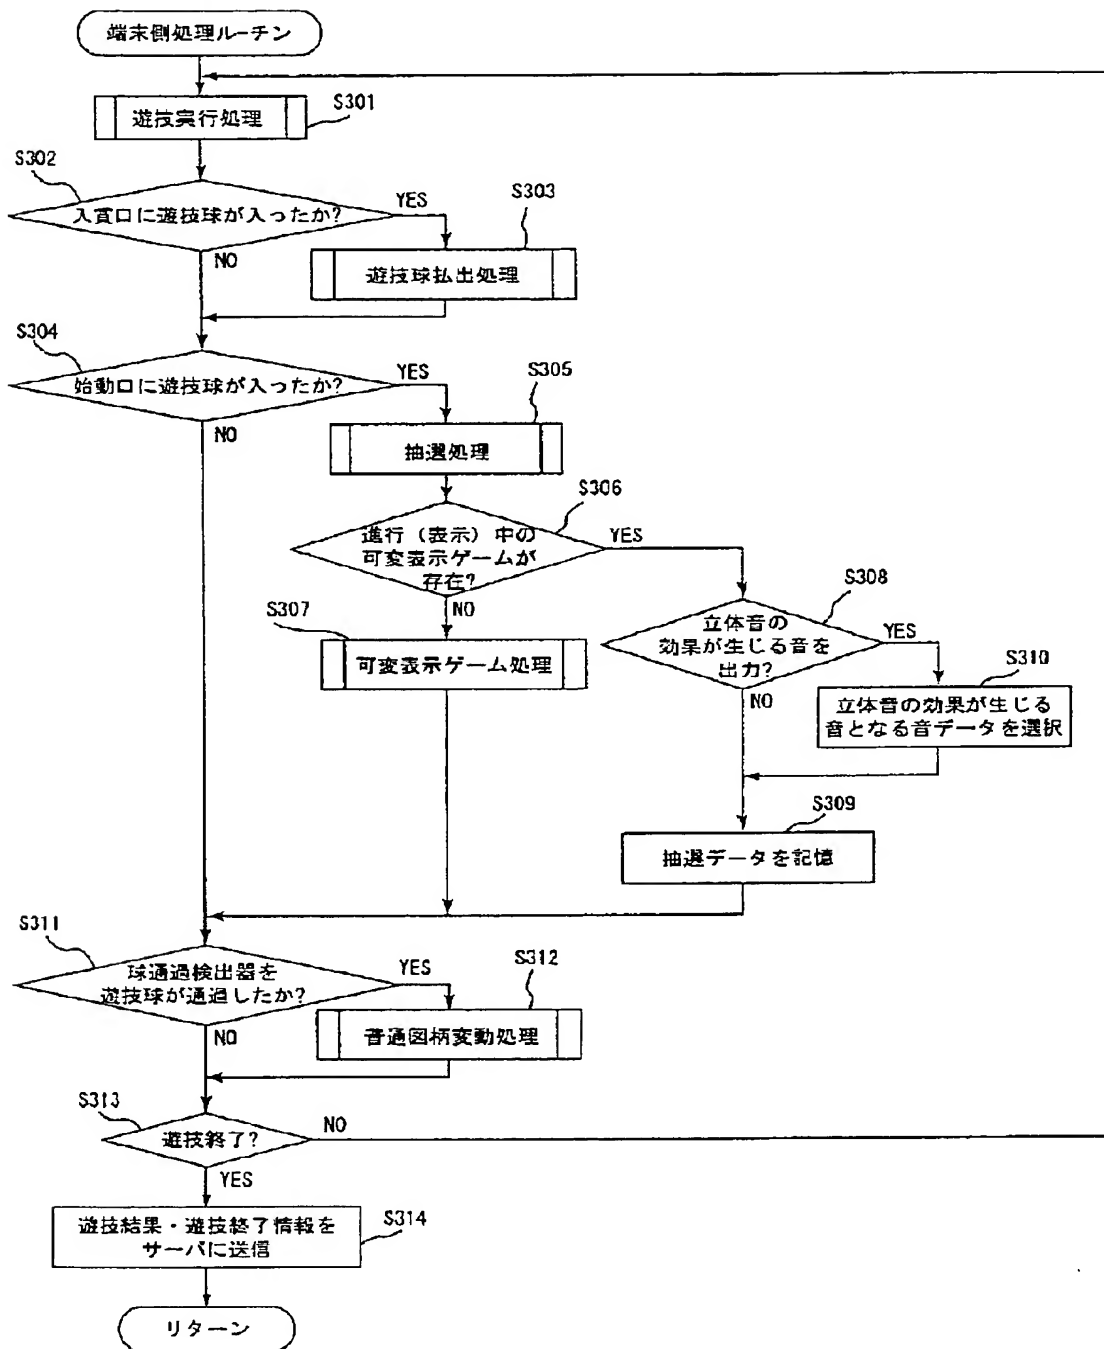 端末側処理ルーチン
遊技実行処理
S301
S302
入賞口に遊技球が入ったか?
YES
NO
S303
遊技球払出処理
S304
始動口に遊技球が入ったか?
YES
NO
S305
抽選処理
S306
進行（表示）中の
可変表示ゲームが
存在?
YES
NO
S307
可変表示ゲーム処理
S308
立体音の
効果が生じる音を
出力?
YES
NO
S310
立体音の効果が生じる
音となる音データを選択
S309
抽選データを記憶
S311
球通過検出器を
遊技球が通過したか?
YES
NO
S312
普通図柄変動処理
S313
遊技終了?
NO
YES
遊技結果・遊技終了情報を
サーバに送信
S314
リターン